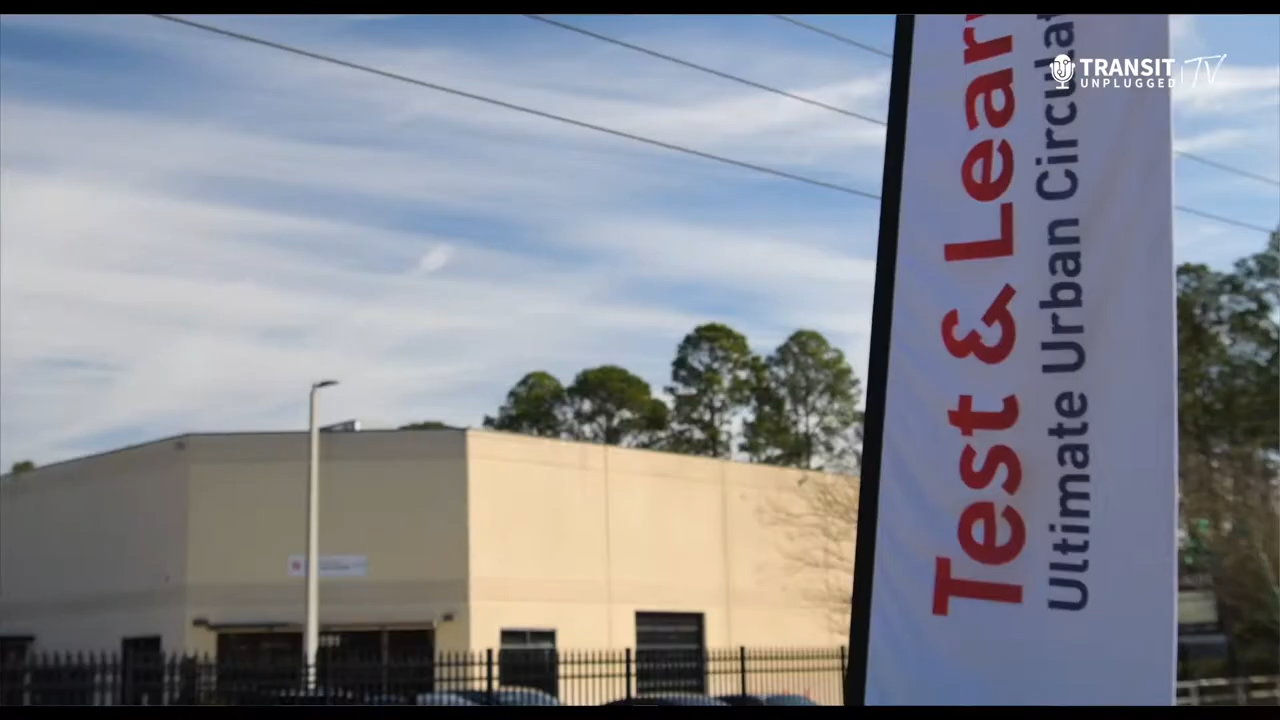 Test & Lear
Ultimate Urban Circulat
TRANSIT
UNPLUGGED
TV